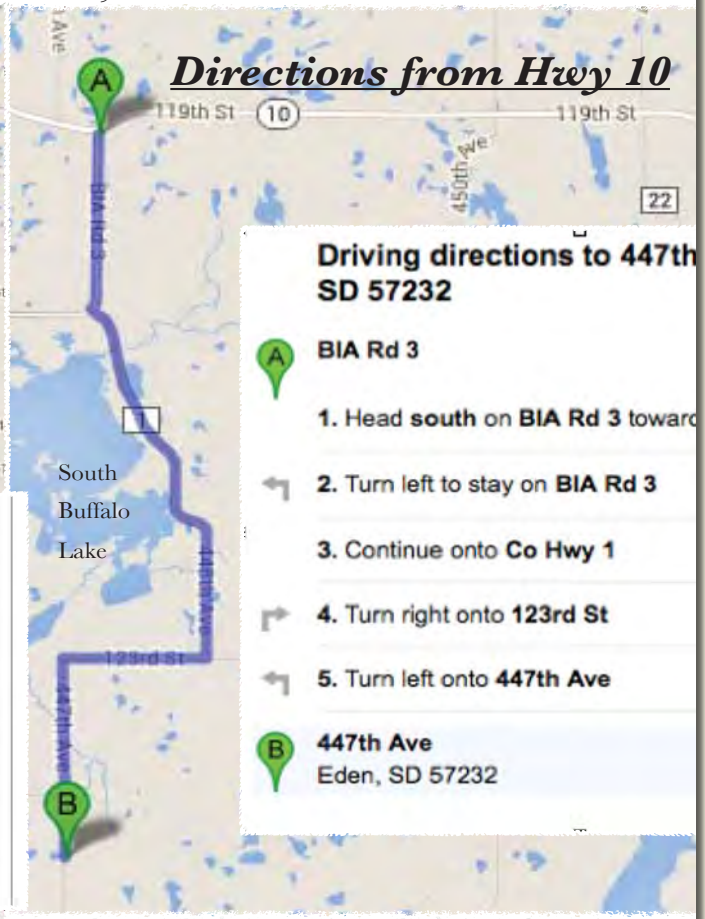 Directions from Hwy 10
Ave
A
119th St
10
119th St
450th Ave
22
BIA Rd 3
1
South
Buffalo
Lake
448th Ave
123rd St
447th Ave
B
Driving directions to 447th
SD 57232
A
BIA Rd 3
1. Head south on BIA Rd 3 toward
2. Turn left to stay on BIA Rd 3
3. Continue onto Co Hwy 1
4. Turn right onto 123rd St
5. Turn left onto 447th Ave
B
447th Ave
Eden, SD 57232